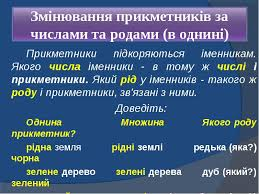 Змінювання прикметників за
числами та родами (в однині)
Прикметники підкоряються іменникам.
Якого числа іменники - в тому ж числі і
прикметники. Який рід у іменників - такого ж
роду і прикметники, зв'язані з ними.
Доведіть:
Однина Множина Якого роду
прикметник?
рідна земля рідні землі редька (яка?)
чорна
зелене дерево зелені дерева дуб (який?)
зелений